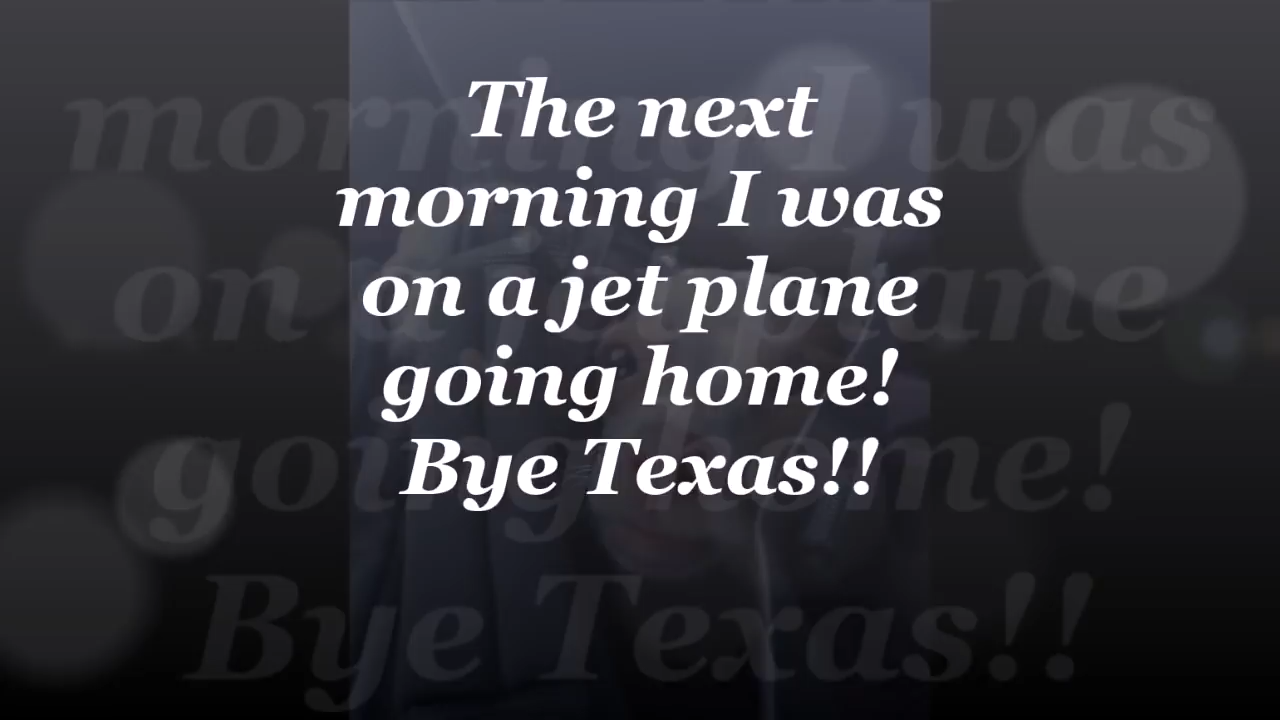 The next
morning I was
on a jet plane
going home!
Bye Texas!!